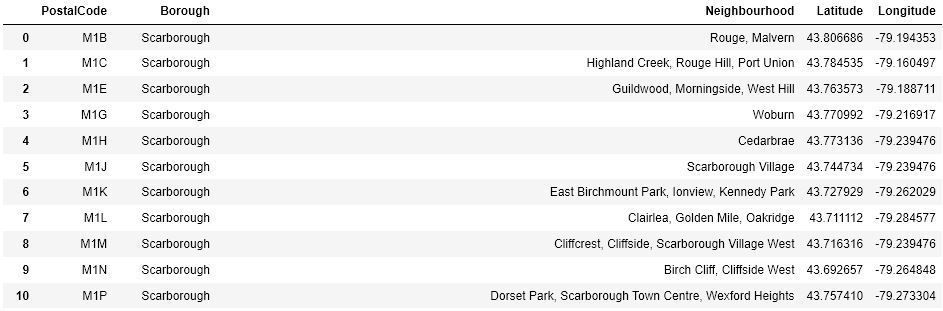 PostalCode Borough Neighbourhood Latitude Longitude
0 M1B Scarborough Rouge, Malvern 43.806686 -79.194353
1 M1C Scarborough Highland Creek, Rouge Hill, Port Union 43.784535 -79.160497
2 M1E Scarborough Guildwood, Morningside, West Hill 43.763573 -79.188711
3 M1G Scarborough Woburn 43.770992 -79.216917
4 M1H Scarborough Cedarbrae 43.773136 -79.239476
5 M1J Scarborough Scarborough Village 43.744734 -79.239476
6 M1K Scarborough East Birchmount Park, Ionview, Kennedy Park 43.727929 -79.262029
7 M1L Scarborough Clairlea, Golden Mile, Oakridge 43.711112 -79.284577
8 M1M Scarborough Cliffcrest, Cliffside, Scarborough Village West 43.716316 -79.239476
9 M1N Scarborough Birch Cliff, Cliffside West 43.692657 -79.264848
10 M1P Scarborough Dorset Park, Scarborough Town Centre, Wexford Heights 43.757410 -79.273304